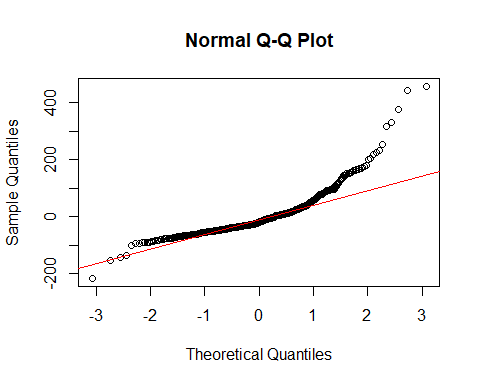 Normal Q-Q Plot
Sample Quantiles
400
200
0
-200
-3 -2 -1 0 1 2 3
Theoretical Quantiles